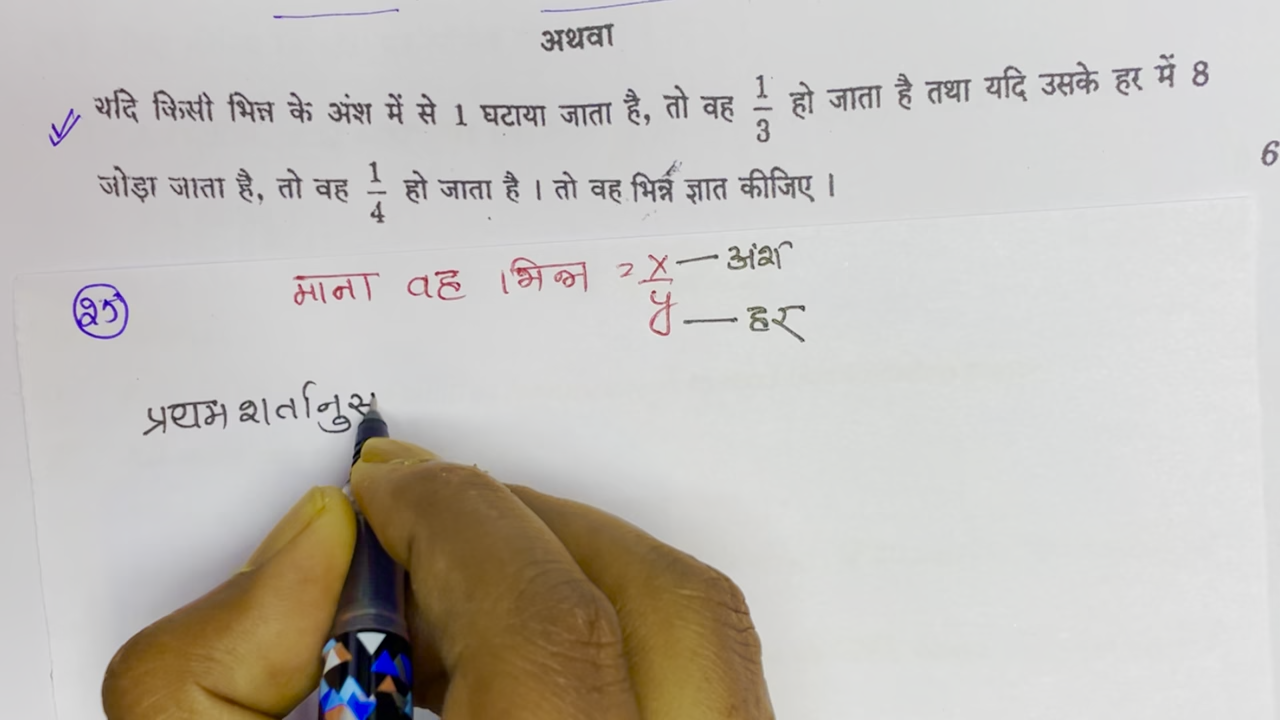 अथवा
यदि किसी भिन्न के अंश में से 1 घटाया जाता है, तो वह 1/3 हो जाता है तथा यदि उसके हर में 8
6
जोड़ा जाता है, तो वह 1/4 हो जाता है । तो वह भिन्न ज्ञात कीजिए ।
25 माना वह भिन्न = x/y — अंश
— हर
प्रथम शर्तानुस